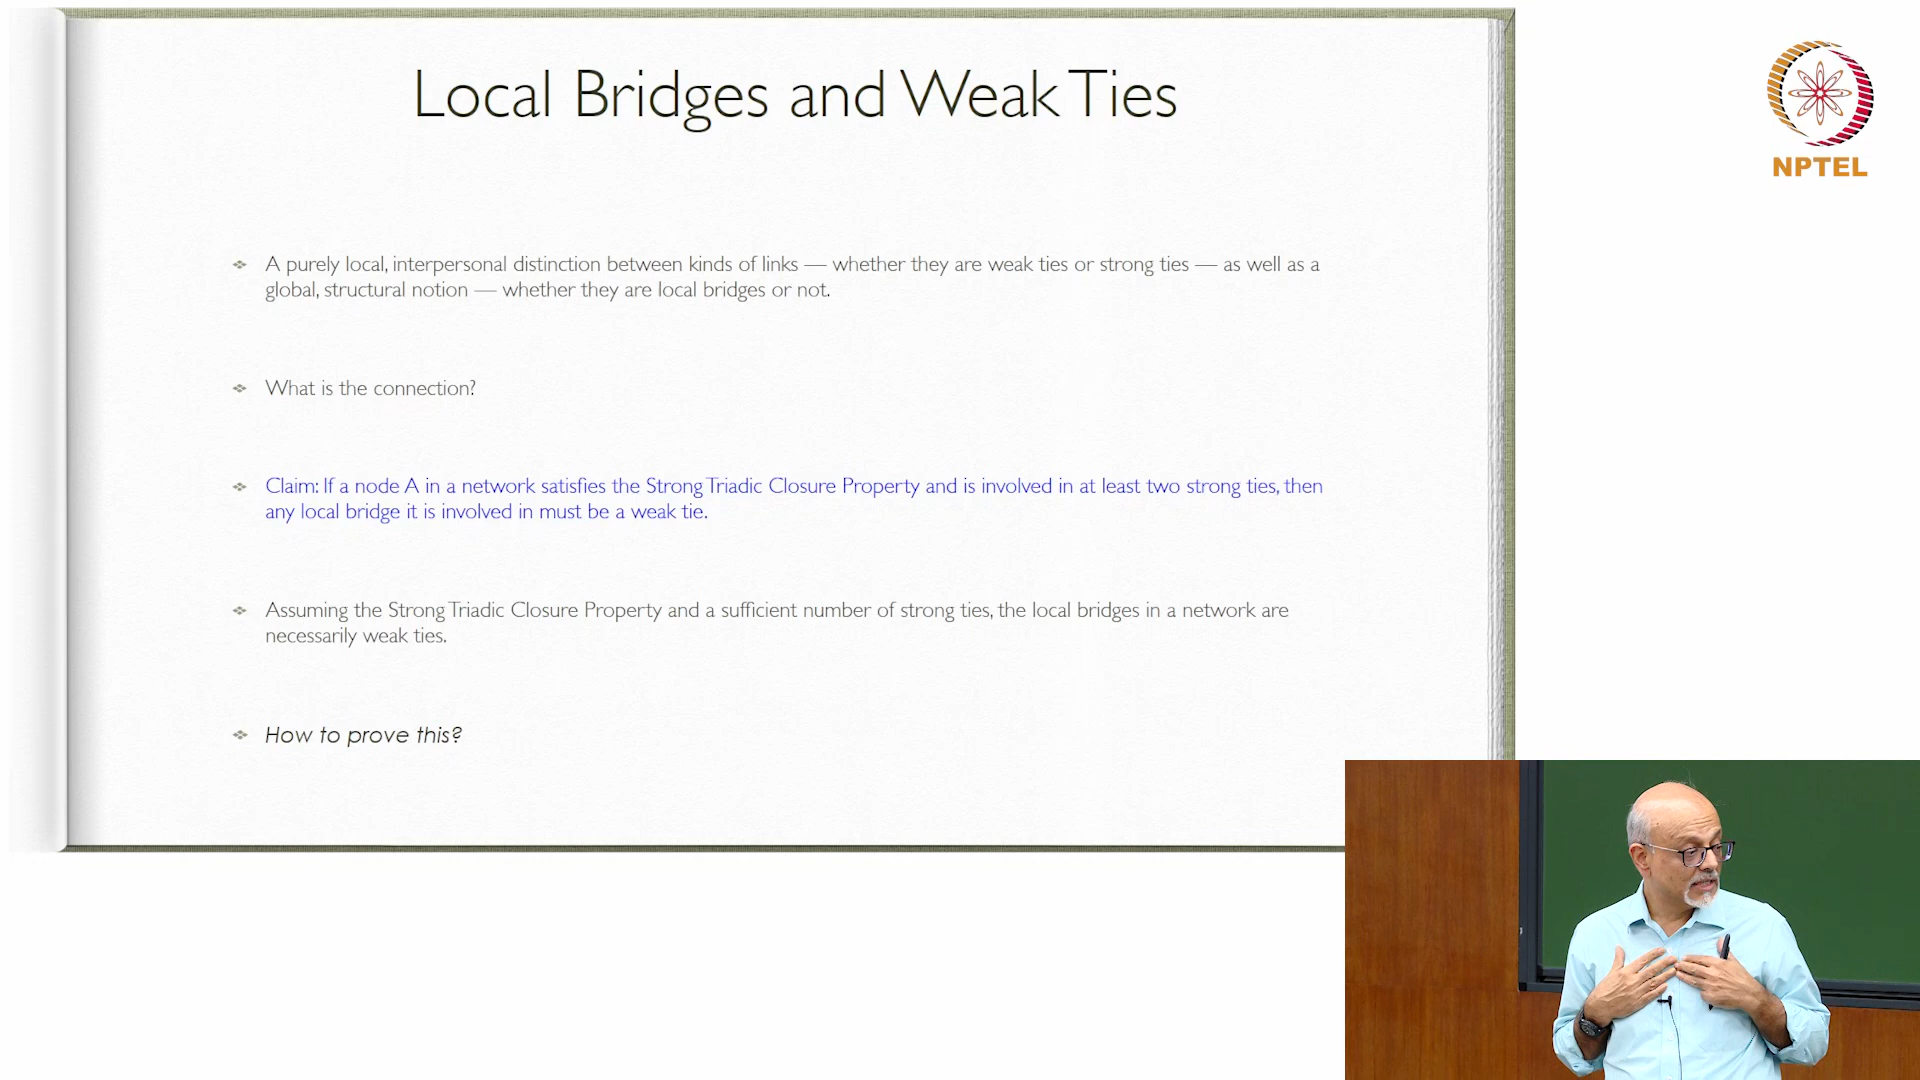 Local Bridges and Weak Ties
NPTEL
A purely local, interpersonal distinction between kinds of links — whether they are weak ties or strong ties — as well as a
global, structural notion — whether they are local bridges or not.
What is the connection?
Claim: If a node A in a network satisfies the Strong Triadic Closure Property and is involved in at least two strong ties, then
any local bridge it is involved in must be a weak tie.
Assuming the Strong Triadic Closure Property and a sufficient number of strong ties, the local bridges in a network are
necessarily weak ties.
How to prove this?